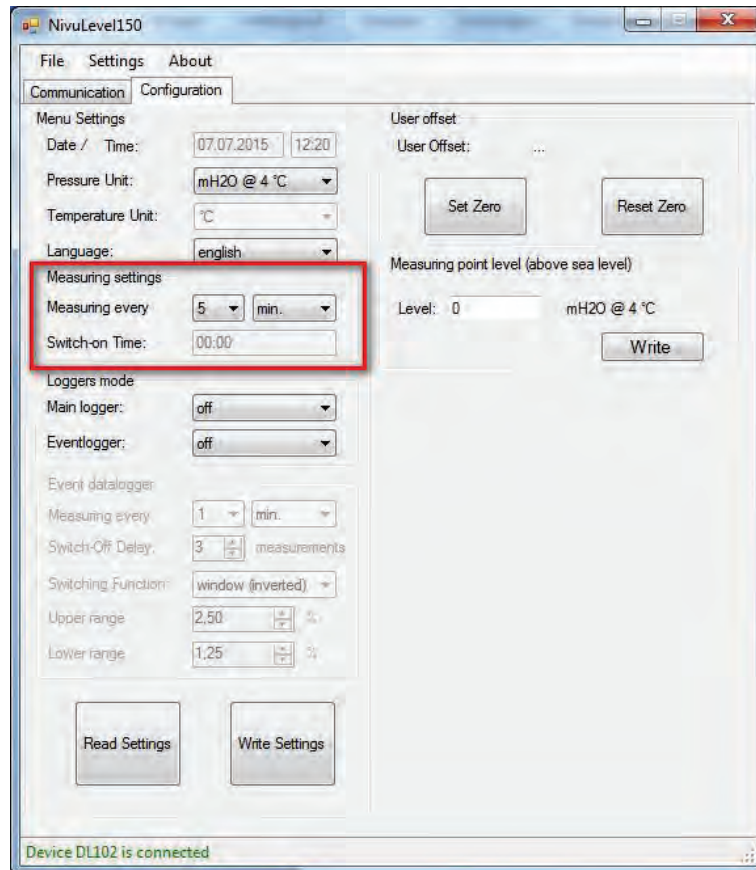 NivuLevel150
File Settings About
Communication Configuration
Menu Settings
Date / Time: 07.07.2015 12:20
Pressure Unit: mH2O @ 4 °C
Temperature Unit: °C
Language: english
Measuring settings
Measuring every 5 min.
Switch-on Time: 00:00
Loggers mode
Main logger: off
Eventlogger: off
Event datalogger
Measuring every 1 min.
Switch-Off Delay: 3 measurements
Switching Function: window (inverted)
Upper range 2,50 %
Lower range 1,25 %
Read Settings Write Settings
User offset
User Offset: ...
Set Zero Reset Zero
Measuring point level (above sea level)
Level: 0 mH2O @ 4 °C
Write
Device DL102 is connected